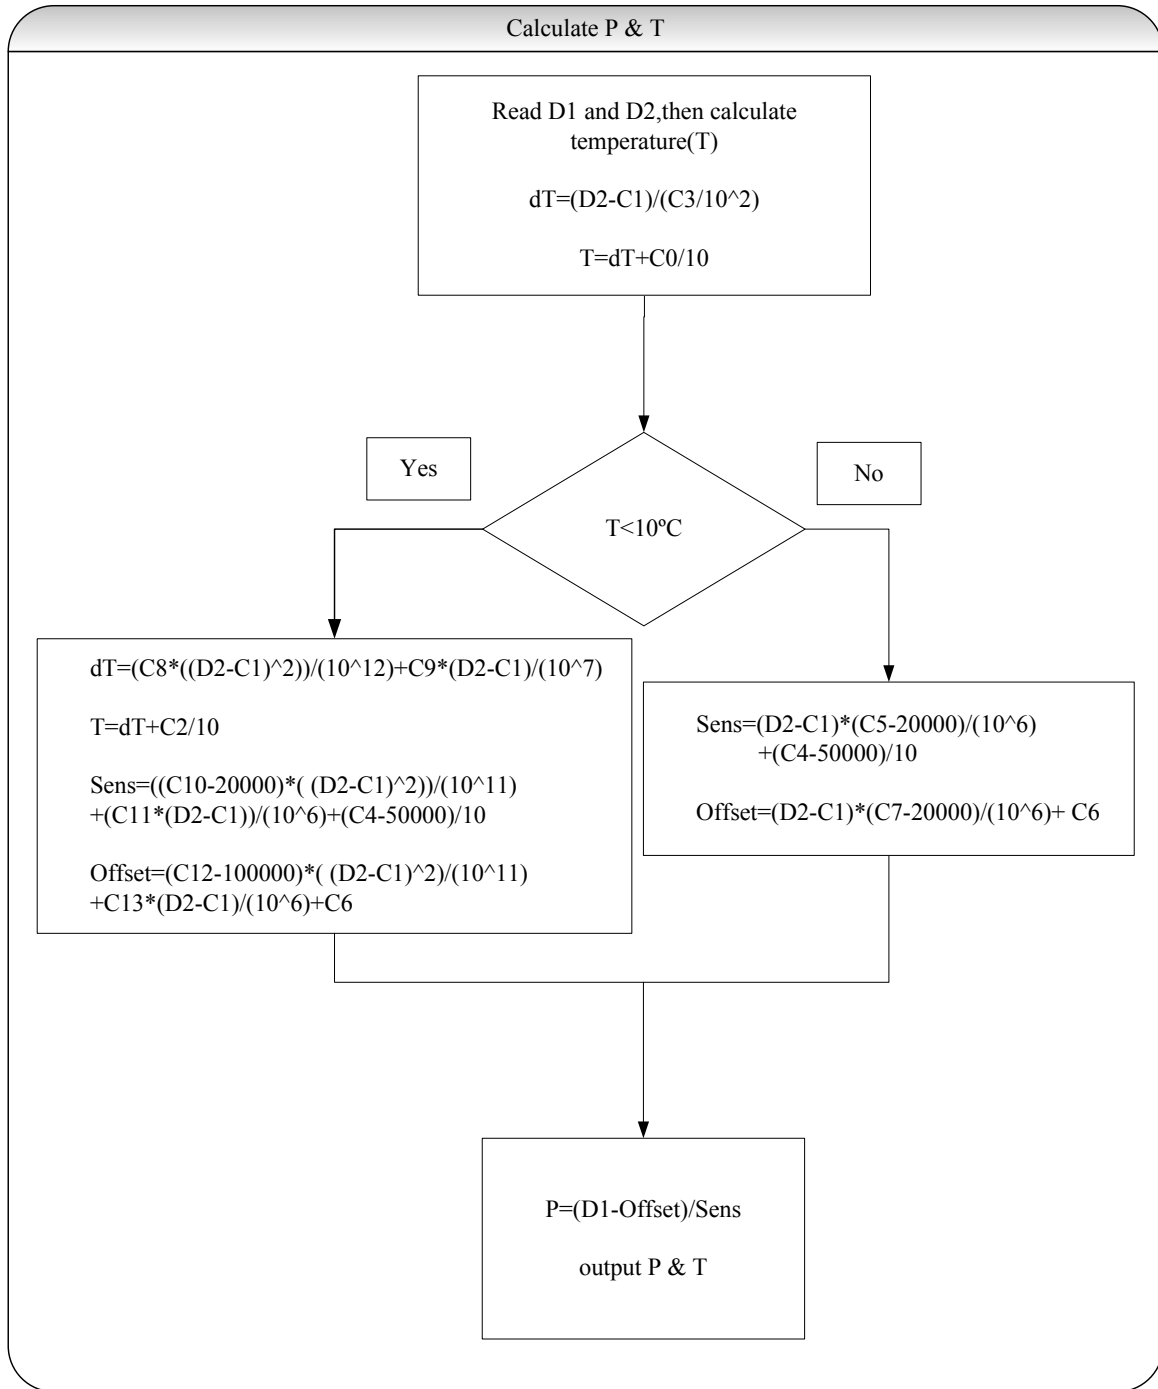 Calculate P & T
Read D1 and D2,then calculate
temperature(T)
dT=(D2-C1)/(C3/10^2)
T=dT+C0/10
Yes
No
T<10ºC
dT=(C8*((D2-C1)^2))/(10^12)+C9*(D2-C1)/(10^7)
T=dT+C2/10
Sens=((C10-20000)*( (D2-C1)^2))/(10^11)
+(C11*(D2-C1))/(10^6)+(C4-50000)/10
Offset=(C12-100000)*( (D2-C1)^2)/(10^11)
+C13*(D2-C1)/(10^6)+C6
Sens=(D2-C1)*(C5-20000)/(10^6)
+(C4-50000)/10
Offset=(D2-C1)*(C7-20000)/(10^6)+ C6
P=(D1-Offset)/Sens
output P & T